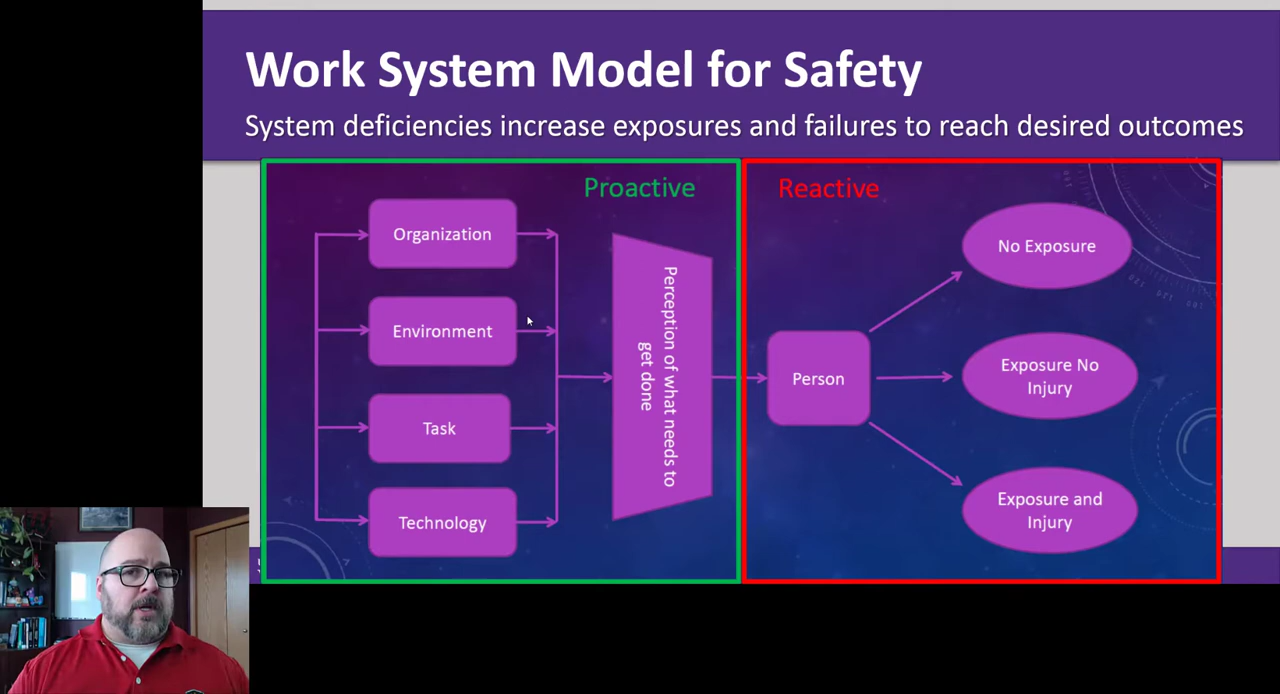 Work System Model for Safety
System deficiencies increase exposures and failures to reach desired outcomes
Proactive
Organization
Environment
Task
Technology
Perception of what needs to
get done
Reactive
Person
No Exposure
Exposure No
Injury
Exposure and
Injury